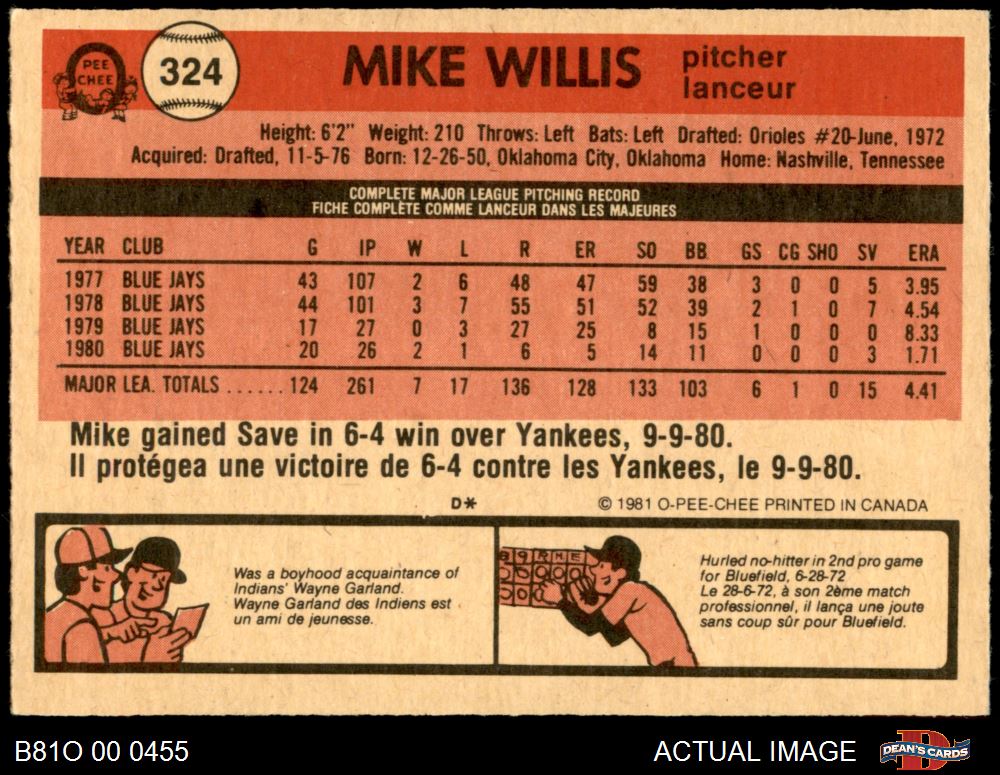 PEE
CHEE
324
MIKE WILLIS
pitcher
lanceur
Height: 6'2" Weight: 210 Throws: Left Bats: Left Drafted: Orioles #20-June, 1972
Acquired: Drafted, 11-5-76 Born: 12-26-50, Oklahoma City, Oklahoma Home: Nashville, Tennessee
COMPLETE MAJOR LEAGUE PITCHING RECORD
FICHE COMPLÈTE COMME LANCEUR DANS LES MAJEURES
YEAR CLUB G IP W L R ER SO BB GS CG SHO SV ERA
1977 BLUE JAYS 43 107 2 6 48 47 59 38 3 0 0 5 3.95
1978 BLUE JAYS 44 101 3 7 55 51 52 39 2 1 0 7 4.54
1979 BLUE JAYS 17 27 0 3 27 25 8 15 1 0 0 0 8.33
1980 BLUE JAYS 20 26 2 1 6 5 14 11 0 0 0 3 1.71
MAJOR LEA. TOTALS ...... 124 261 7 17 136 128 133 103 6 1 0 15 4.41
Mike gained Save in 6-4 win over Yankees, 9-9-80.
Il protégea une victoire de 6-4 contre les Yankees, le 9-9-80.
D* © 1981 O-PEE-CHEE PRINTED IN CANADA
Was a boyhood acquaintance of
Indians' Wayne Garland.
Wayne Garland des Indiens est
un ami de jeunesse.
8 9 R H E
Hurled no-hitter in 2nd pro game
for Bluefield, 6-28-72
Le 28-6-72, à son 2ème match
professionnel, il lança une joute
sans coup sûr pour Bluefield.
B81O 00 0455
ACTUAL IMAGE
DEAN'S CARDS